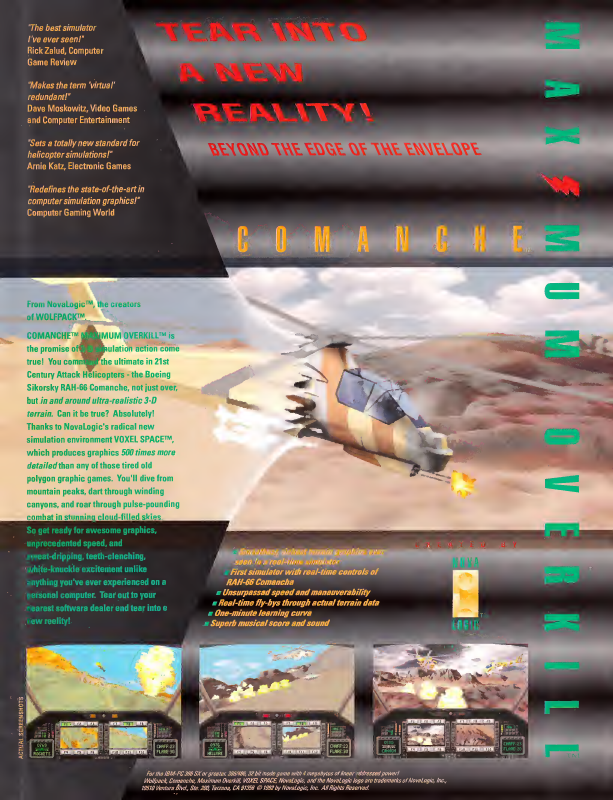 "The best simulator
I've ever seen!"
Rick Zalud, Computer
Game Review
"Makes the term 'virtual'
redundant!"
Dave Moskowitz, Video Games
and Computer Entertainment
"Sets a totally new standard for
helicopter simulations!"
Arnie Katz, Electronic Games
"Redefines the state-of-the-art in
computer simulation graphics!"
Computer Gaming World
TEAR INTO
A NEW
REALITY!
BEYOND THE EDGE OF THE ENVELOPE
COMANCHE
MAXIMUM OVERKILL
From NovaLogic™, the creators
of WOLFPACK™
COMANCHE™ MAXIMUM OVERKILL™ is
the promise of simulation action come
true! You command the ultimate in 21st
Century Attack Helicopters - the Boeing
Sikorsky RAH-66 Comanche, not just over,
but in and around ultra-realistic 3-D
terrain. Can it be true? Absolutely!
Thanks to NovaLogic's radical new
simulation environment VOXEL SPACE™,
which produces graphics 500 times more
detailed than any of those tired old
polygon graphic games. You'll dive from
mountain peaks, dart through winding
canyons, and roar through pulse-pounding
combat in stunning cloud-filled skies.
So get ready for awesome graphics,
unprecedented speed, and
sweat-dripping, teeth-clenching,
white-knuckle excitement unlike
anything you've ever experienced on a
personal computer. Tear out to your
nearest software dealer and tear into a
new reality!
seen in a real-time simulator
First simulator with real-time controls of
RAH-66 Comanche
Unsurpassed speed and maneuverability
Real-time fly-bys through actual terrain data
One-minute learning curve
Superb musical score and sound
NOVA
LOGIC
ACTUAL SCREENSHOTS
For the IBM-PC 386 SX or greater, 386/486, 32 bit mode game with 4 megabytes of linear addressed power!
Wolfpack, Comanche, Maximum Overkill, VOXEL SPACE, NovaLogic, and the NovaLogic logo are trademarks of NovaLogic, Inc.,
19510 Ventura Blvd., Ste. 200, Tarzana, CA 91356 © 1993 by NovaLogic, Inc. All Rights Reserved.